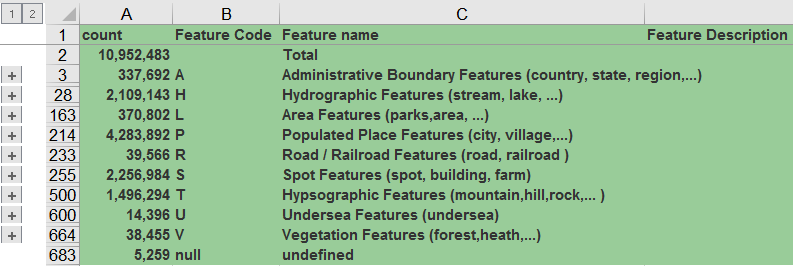 1 2 A B C
1 count Feature Code Feature name Feature Description
2 10,952,483 Total
+ 3 337,692 A Administrative Boundary Features (country, state, region,...)
+ 28 2,109,143 H Hydrographic Features (stream, lake, ...)
+ 163 370,802 L Area Features (parks,area, ...)
+ 214 4,283,892 P Populated Place Features (city, village,...)
+ 233 39,566 R Road / Railroad Features (road, railroad )
+ 255 2,256,984 S Spot Features (spot, building, farm)
+ 500 1,496,294 T Hypsographic Features (mountain,hill,rock,... )
+ 600 14,396 U Undersea Features (undersea)
+ 664 38,455 V Vegetation Features (forest,heath,...)
683 5,259 null undefined